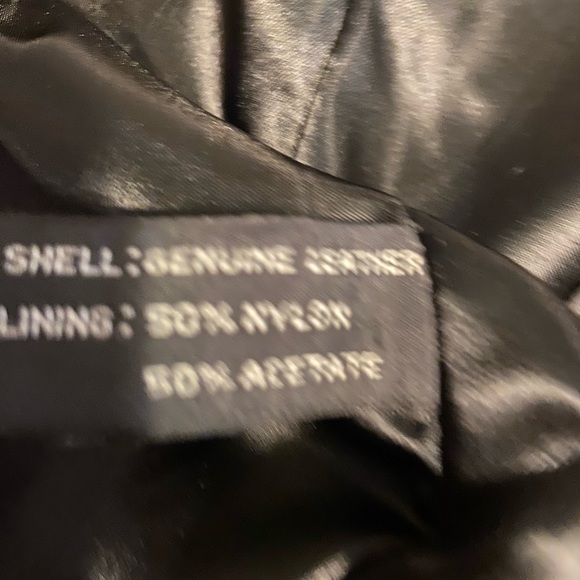 SHELL: GENUINE LEATHER
LINING: 50% NYLON
50% ACETATE